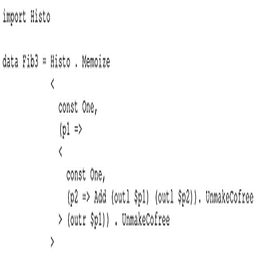 import Histo
data Fib3 = Histo . Memoize
<
const One,
(p1 =>
<
const One,
(p2 => Add (outl $p1) (outl $p2)). UnmakeCofree
> (outr $p1)) . UnmakeCofree
>